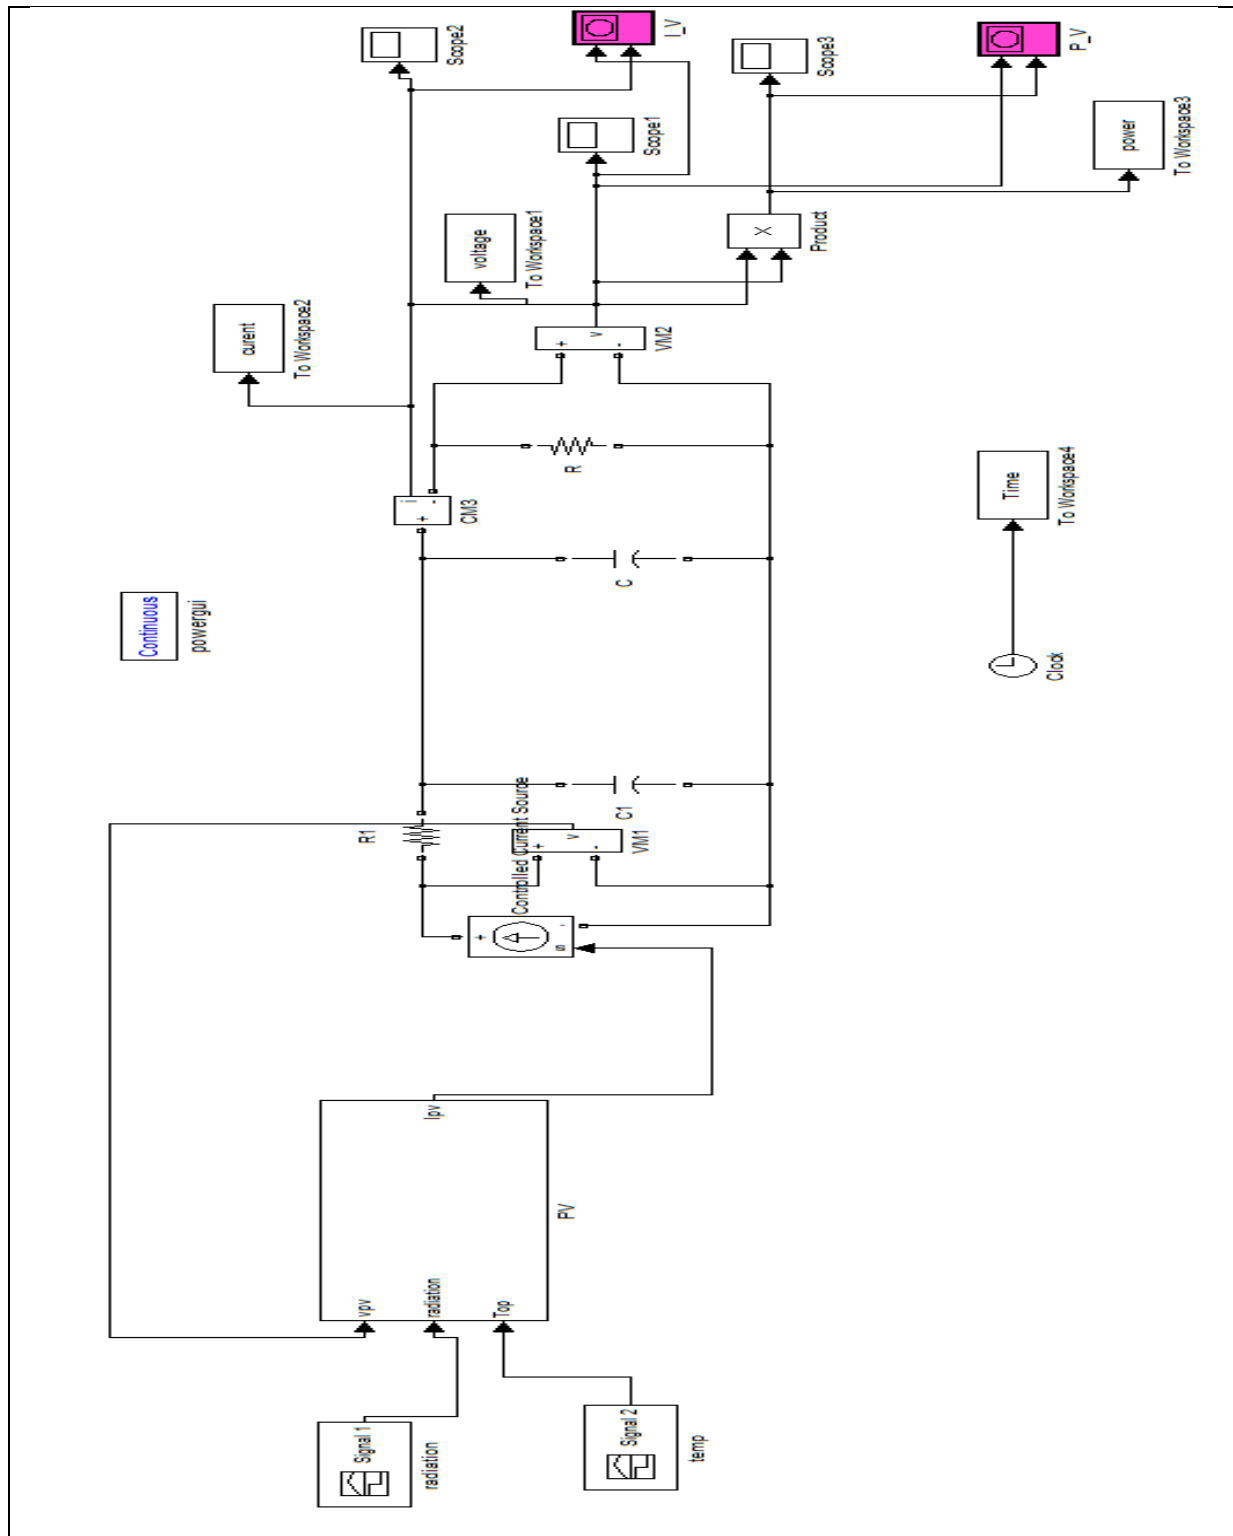 Continuous
powergui
Signal 1
radiation
Signal 2
temp
vpv
radiation
Top
Ipv
PV
+
-
s
Controlled Current Source
R1
+
v
-
VM1
C1
C
+
i
-
CM3
R
curent
To Workspace2
+
v
-
VM2
voltage
To Workspace1
Scope2
I_V
Scope1
X
Product
Scope3
P_V
power
To Workspace3
Clock
Time
To Workspace4